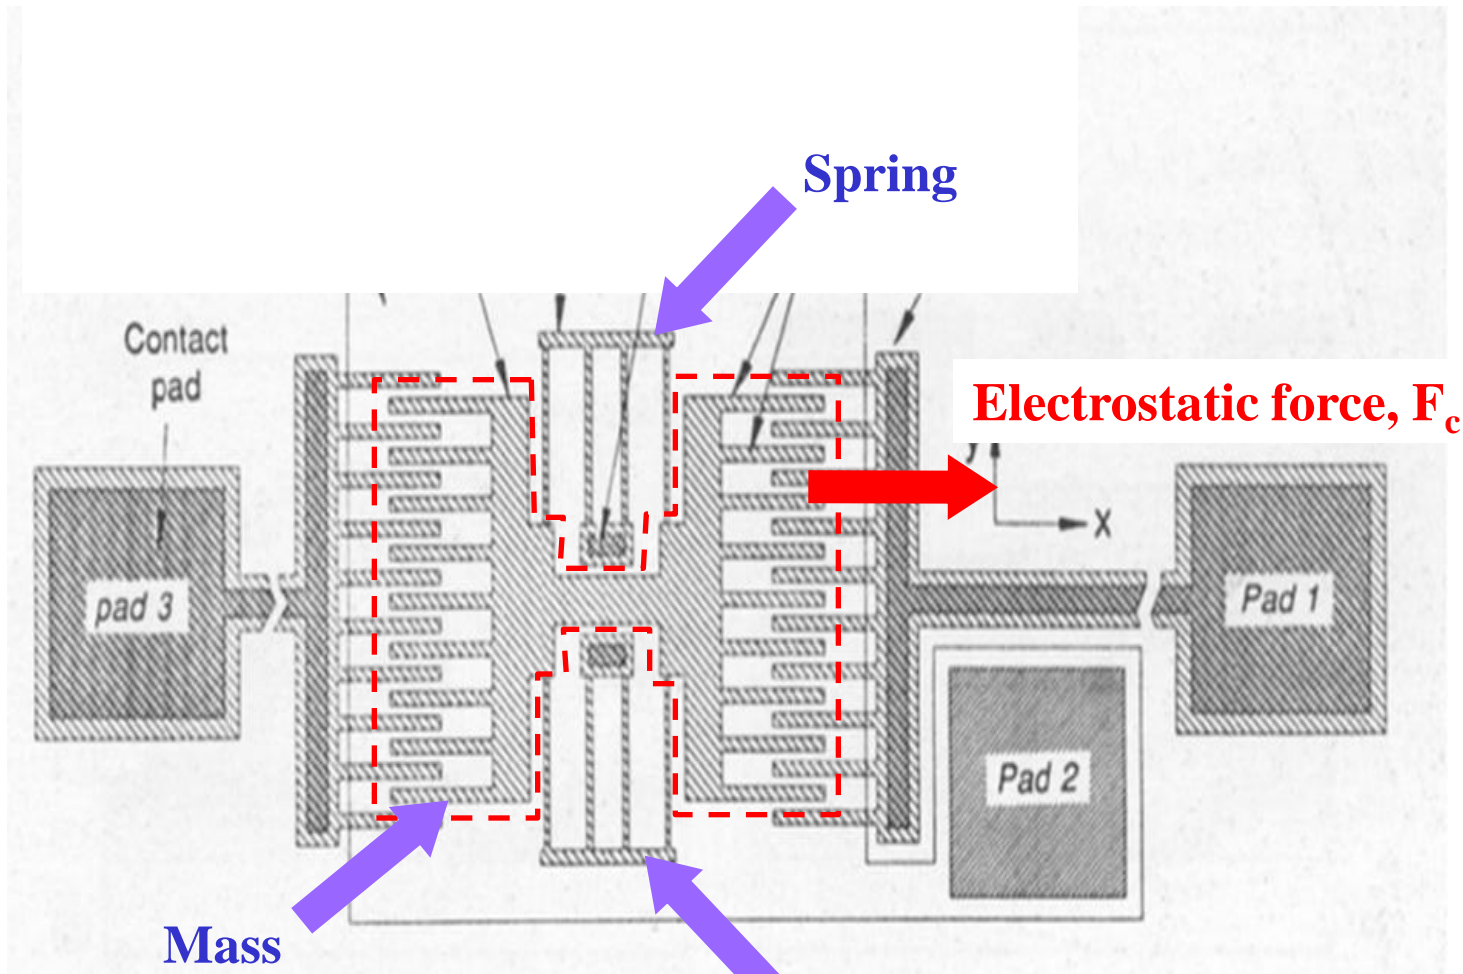 Spring
Contact
pad
Electrostatic force, Fc
y
X
pad 3
Pad 1
Pad 2
Mass